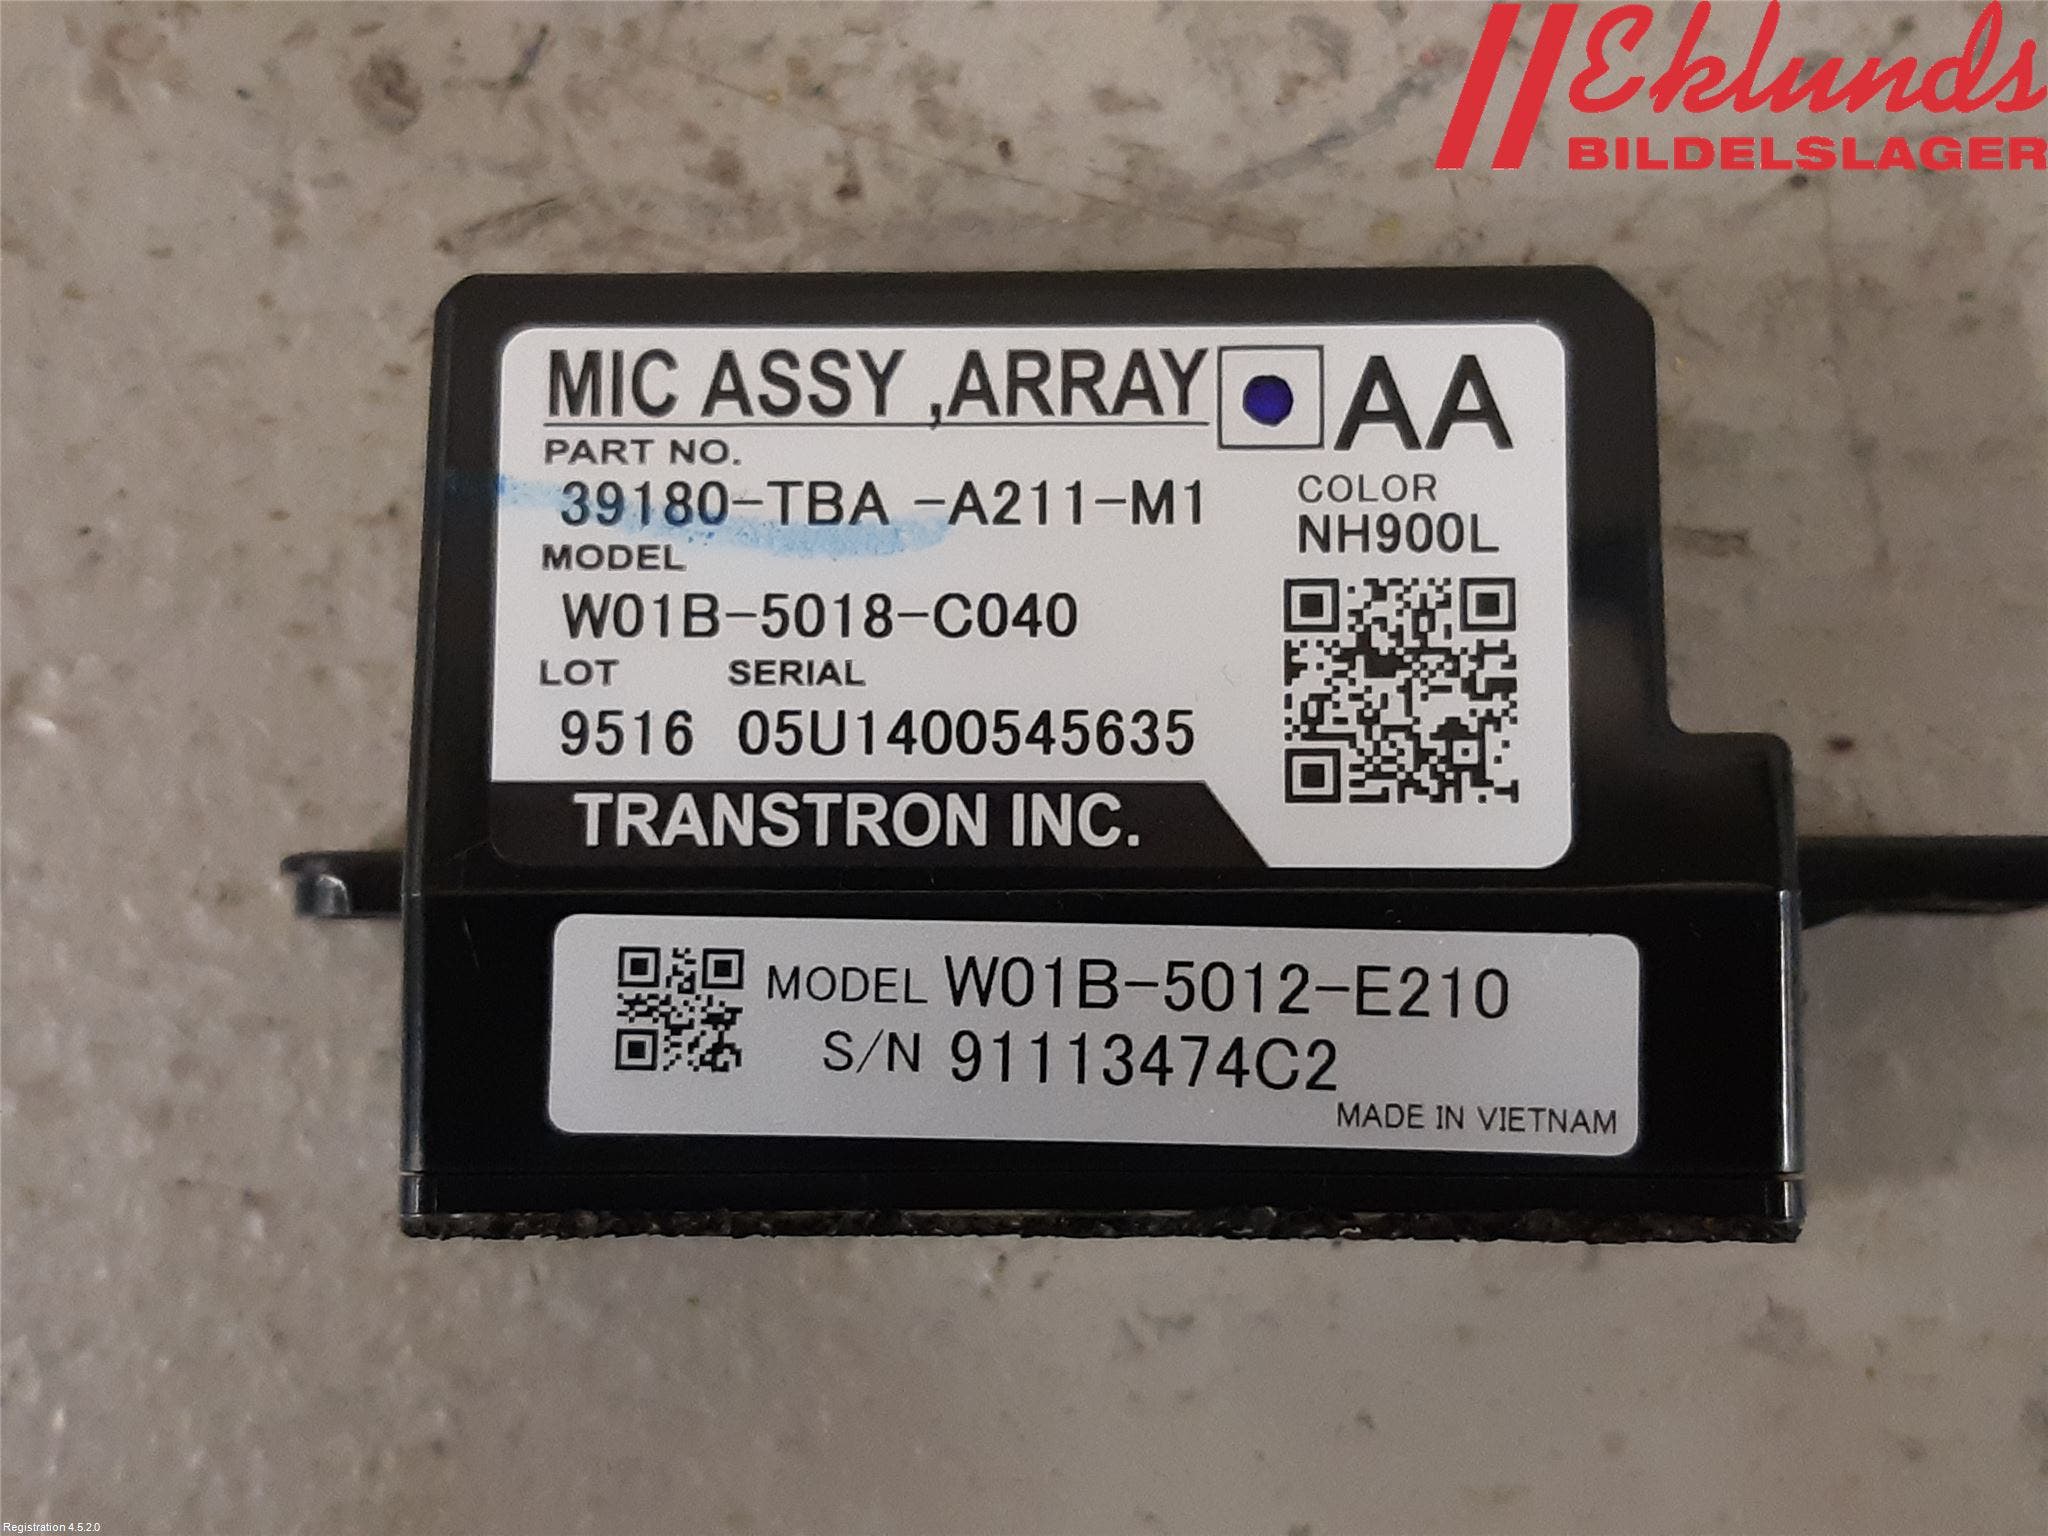 Eklunds
BILDELSLAGER
MIC ASSY ,ARRAY AA
PART NO.
39180-TBA -A211-M1
COLOR
NH900L
MODEL
W01B-5018-C040
LOT SERIAL
9516 05U1400545635
TRANSTRON INC.
MODEL W01B-5012-E210
S/N 91113474C2
MADE IN VIETNAM
Registration 4.5.2.0